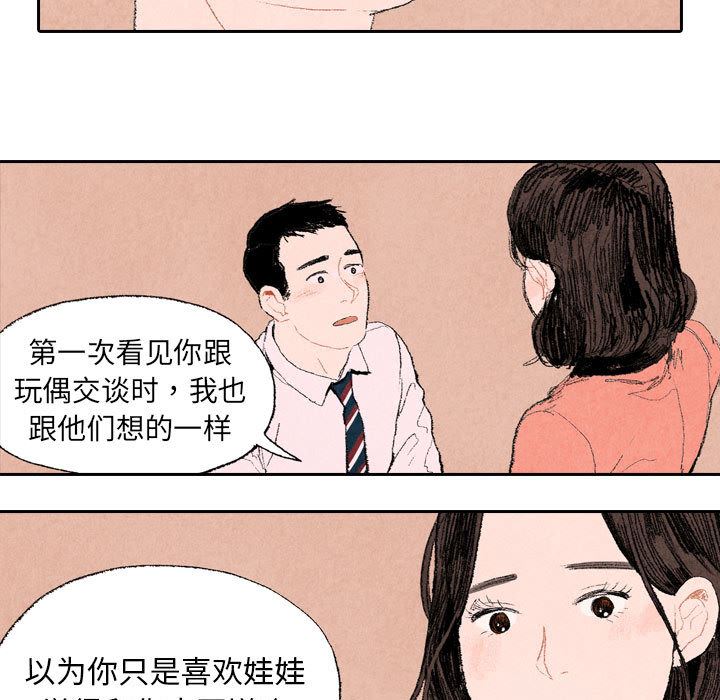 第一次看见你跟
玩偶交谈时，我也
跟他们想的一样
以为你只是喜欢娃娃